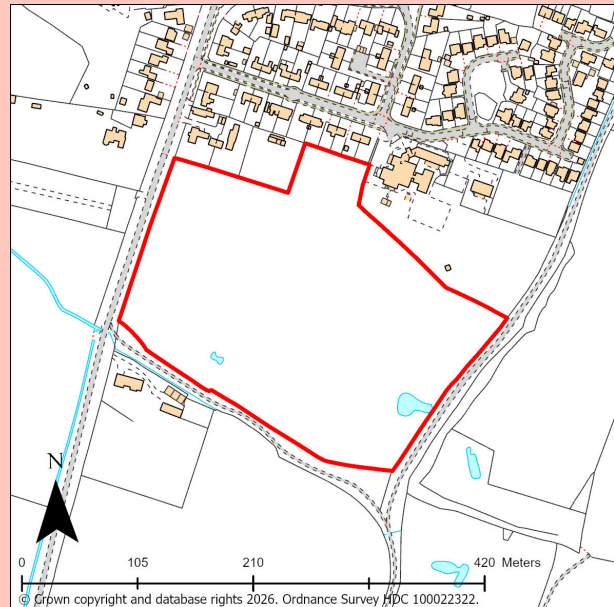 N
0 105 210 420 Meters
© Crown copyright and database rights 2026. Ordnance Survey HDC 100022322.